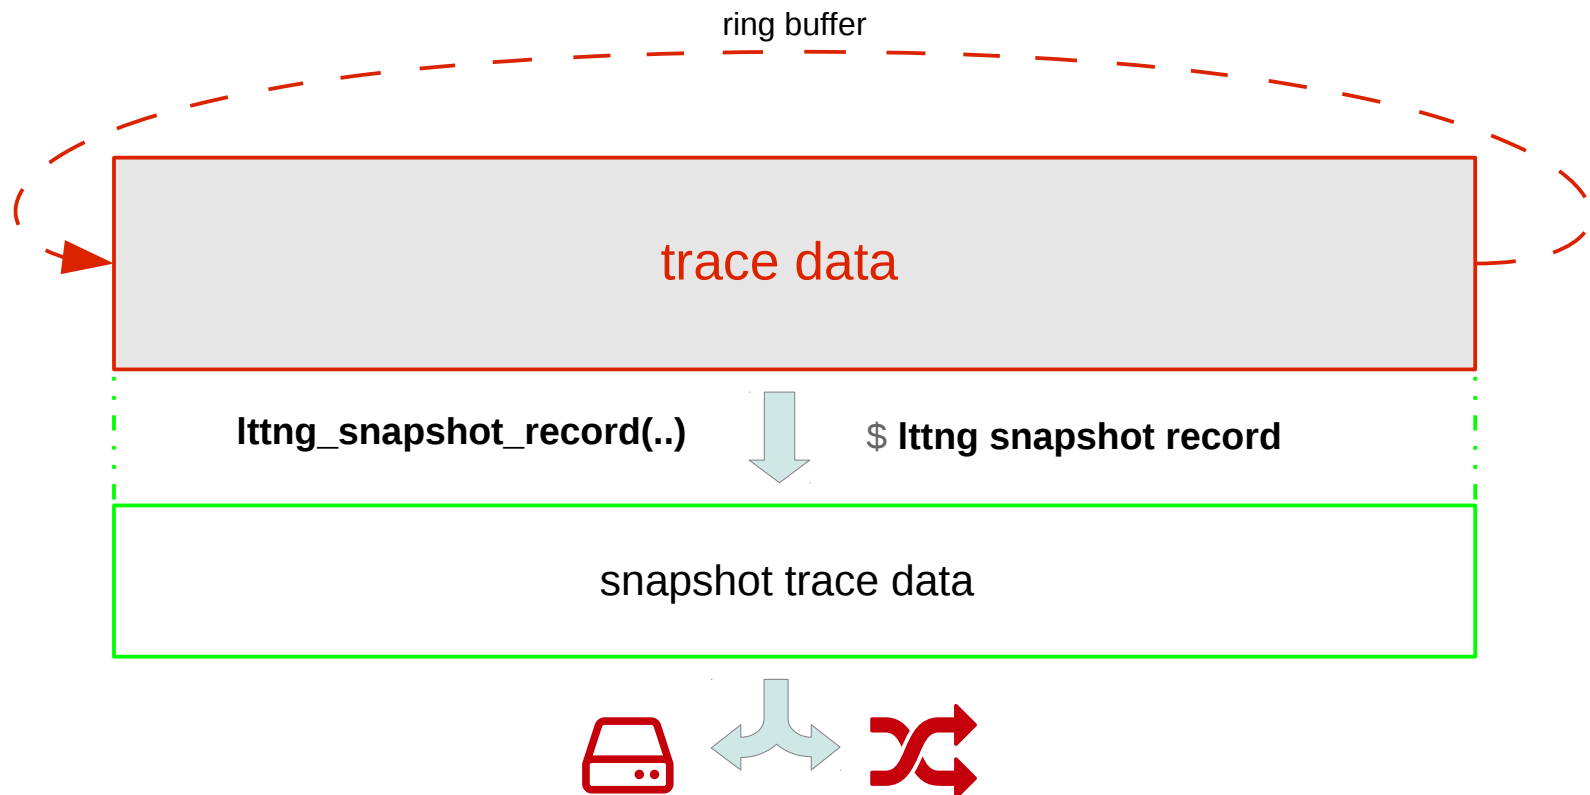 ring buffer
trace data
lttng_snapshot_record(..)
$ lttng snapshot record
snapshot trace data